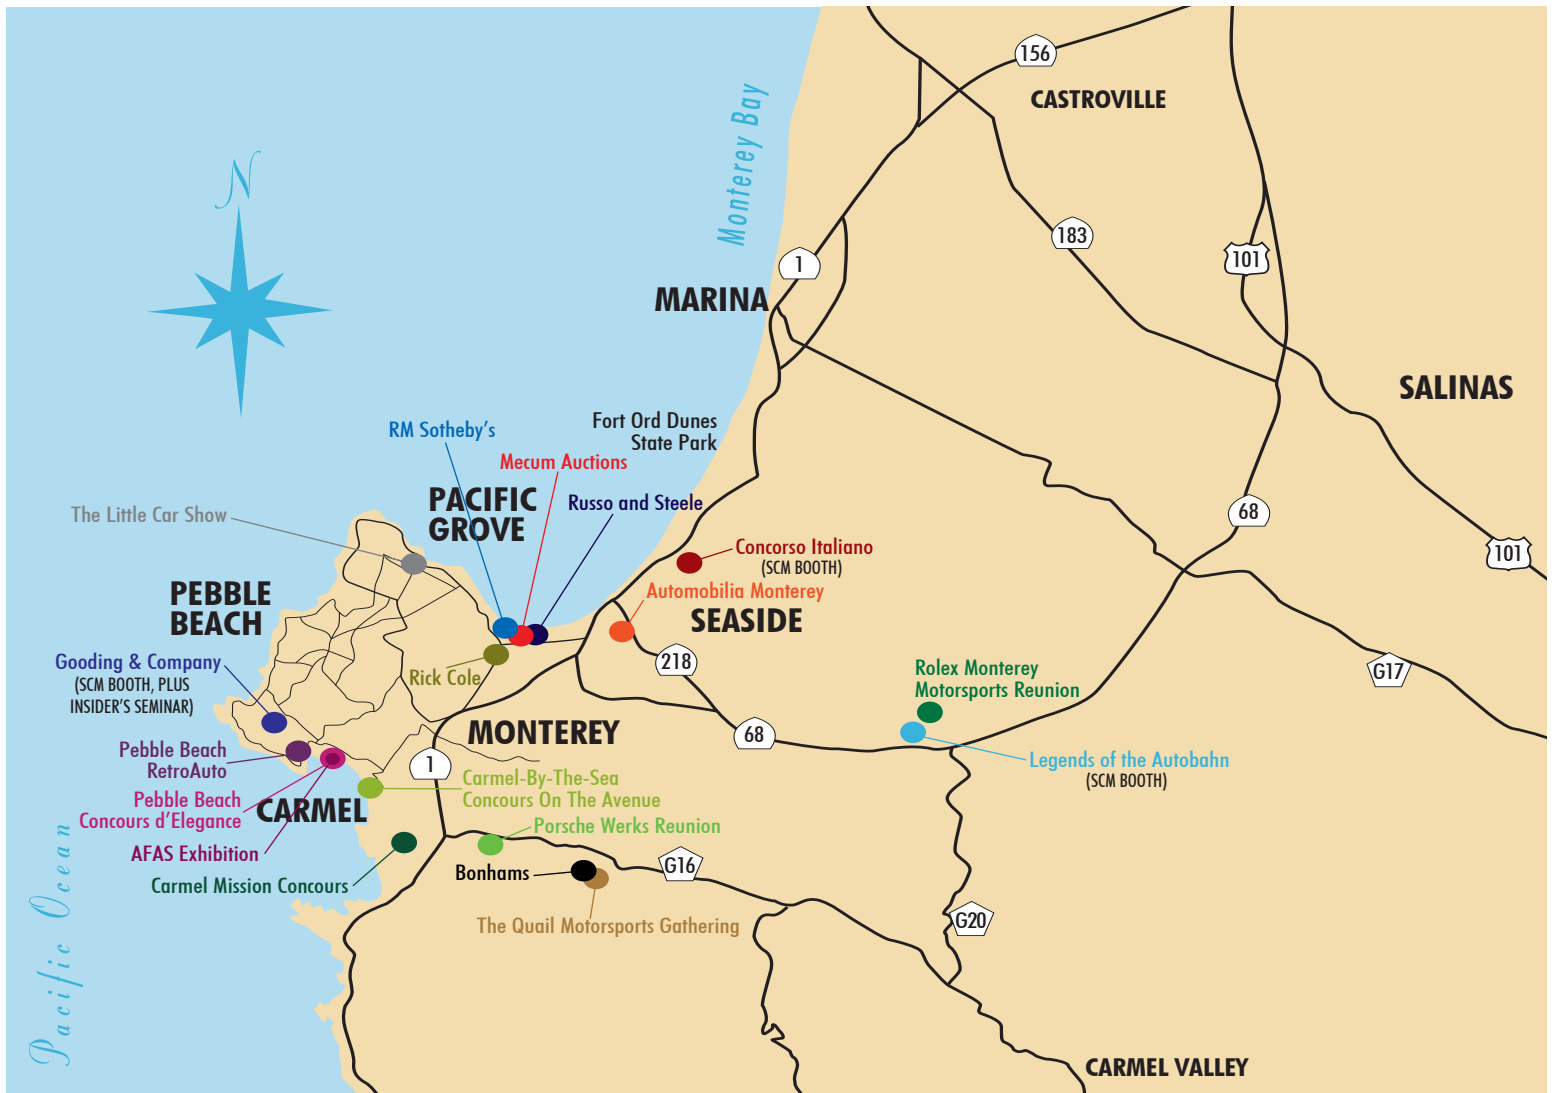 N
Monterey Bay
156
CASTROVILLE
183
101
1
MARINA
SALINAS
RM Sotheby's
Fort Ord Dunes
State Park
Mecum Auctions
PACIFIC
GROVE
Russo and Steele
The Little Car Show
68
101
Concorso Italiano
(SCM BOOTH)
PEBBLE
BEACH
Automobilia Monterey
SEASIDE
Gooding & Company
(SCM BOOTH, PLUS
INSIDER'S SEMINAR)
Rick Cole
218
Rolex Monterey
Motorsports Reunion
G17
MONTEREY
68
Pebble Beach
RetroAuto
1
Legends of the Autobahn
(SCM BOOTH)
Carmel-By-The-Sea
Concours On The Avenue
Pebble Beach
Concours d'Elegance
CARMEL
Porsche Werks Reunion
AFAS Exhibition
G16
Bonhams
Carmel Mission Concours
The Quail Motorsports Gathering
G20
Pacific Ocean
CARMEL VALLEY